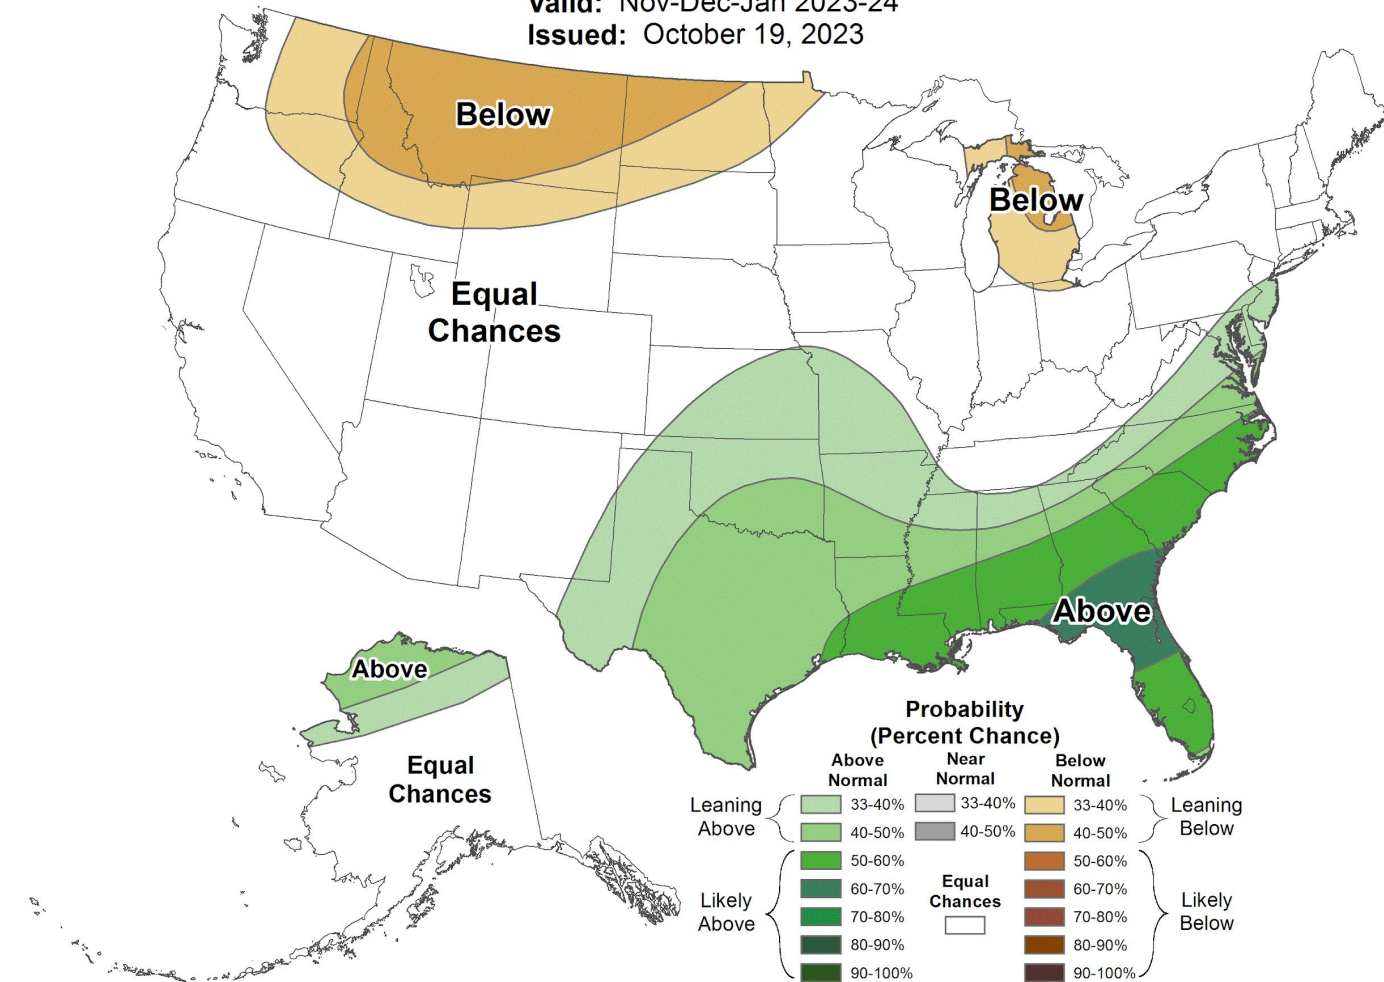 Valid: Nov-Dec-Jan 2023-24
Issued: October 19, 2023
Below
Below
Equal
Chances
Above
Above
Equal
Chances
Probability
(Percent Chance)
Above
Normal
Near
Normal
Below
Normal
Leaning
Above
33-40%
33-40%
33-40%
Leaning
Below
40-50%
40-50%
40-50%
50-60%
50-60%
Likely
Above
60-70%
Equal
Chances
60-70%
Likely
Below
70-80%
70-80%
80-90%
80-90%
90-100%
90-100%